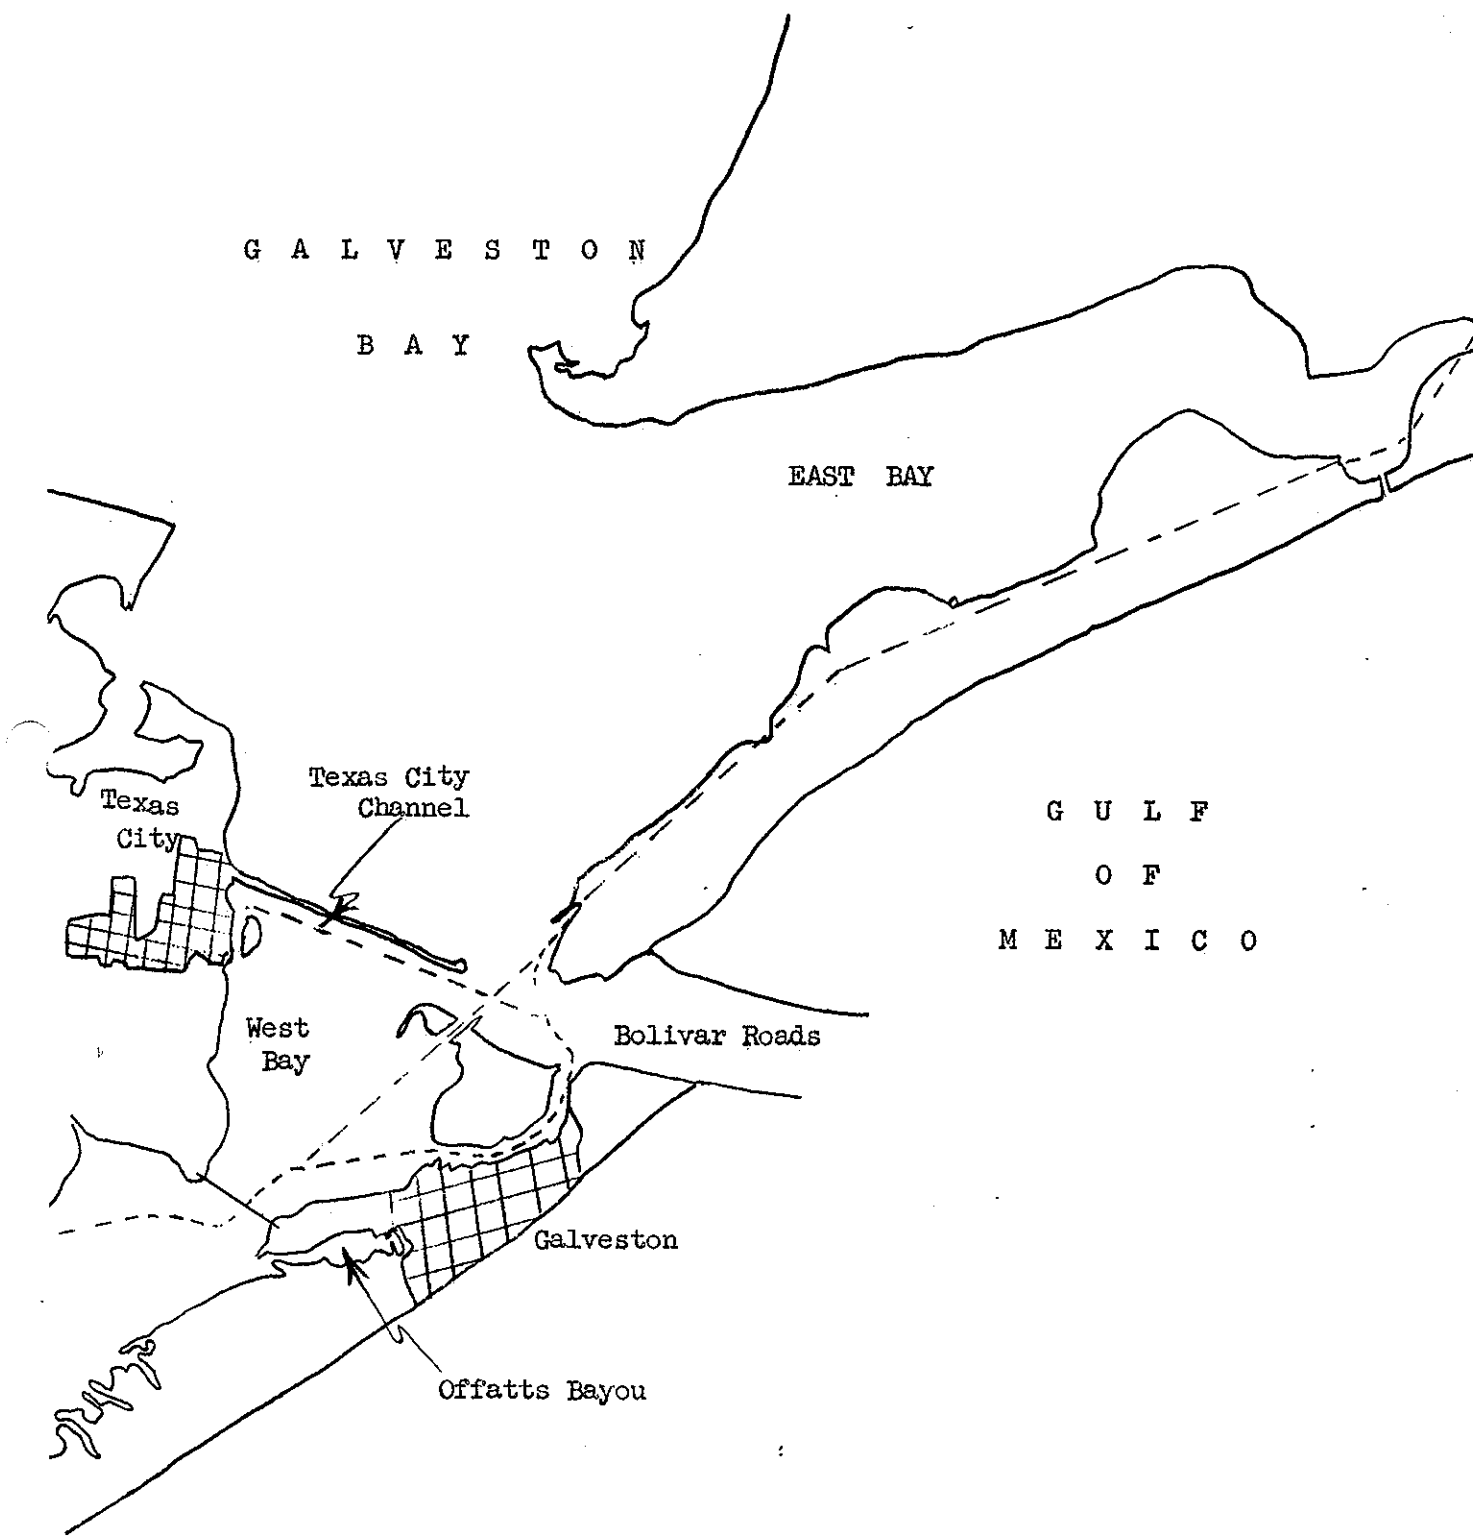 G A L V E S T O N
B A Y
EAST BAY
Texas City
Channel
Texas
City
G U L F
O F
M E X I C O
West
Bay
Bolivar Roads
Galveston
Offatts Bayou